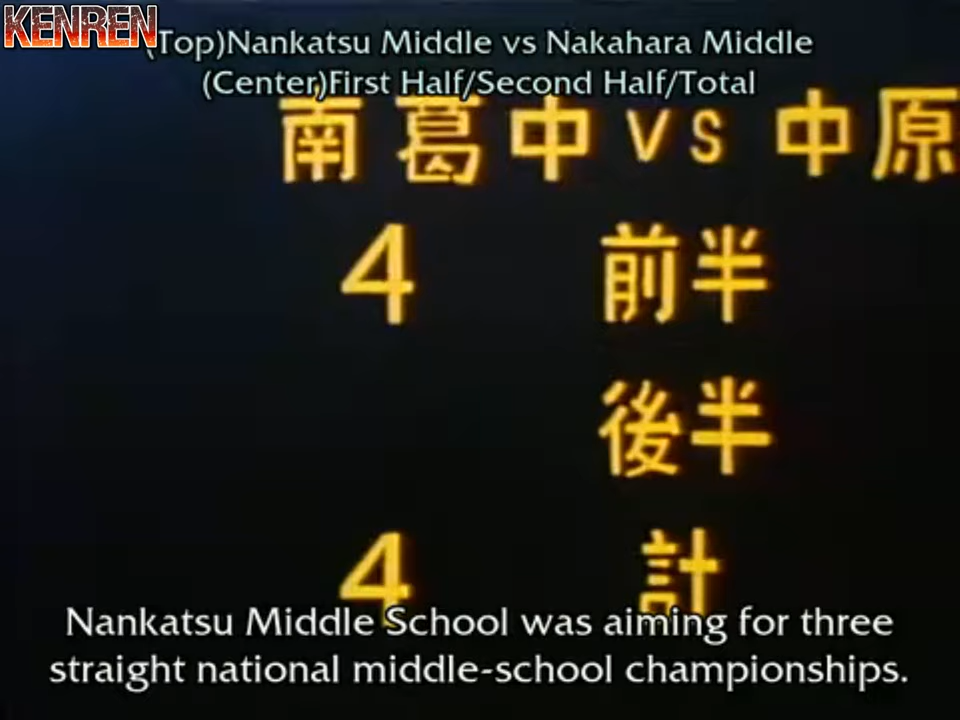 KENREN
(Top)Nankatsu Middle vs Nakahara Middle
(Center)First Half/Second Half/Total
南葛中 VS 中原
4 前半
後半
4 計
Nankatsu Middle School was aiming for three
straight national middle-school championships.